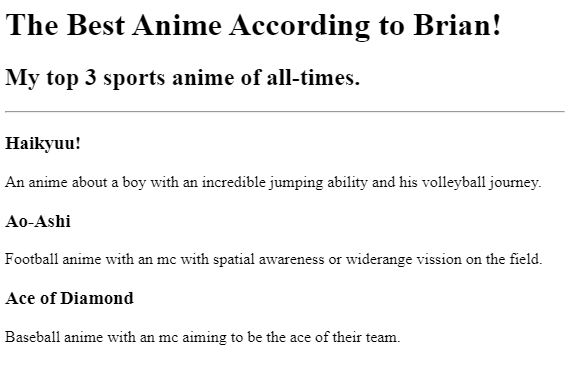 The Best Anime According to Brian!
My top 3 sports anime of all-times.
Haikyuu!
An anime about a boy with an incredible jumping ability and his volleyball journey.
Ao-Ashi
Football anime with an mc with spatial awareness or widerange vission on the field.
Ace of Diamond
Baseball anime with an mc aiming to be the ace of their team.